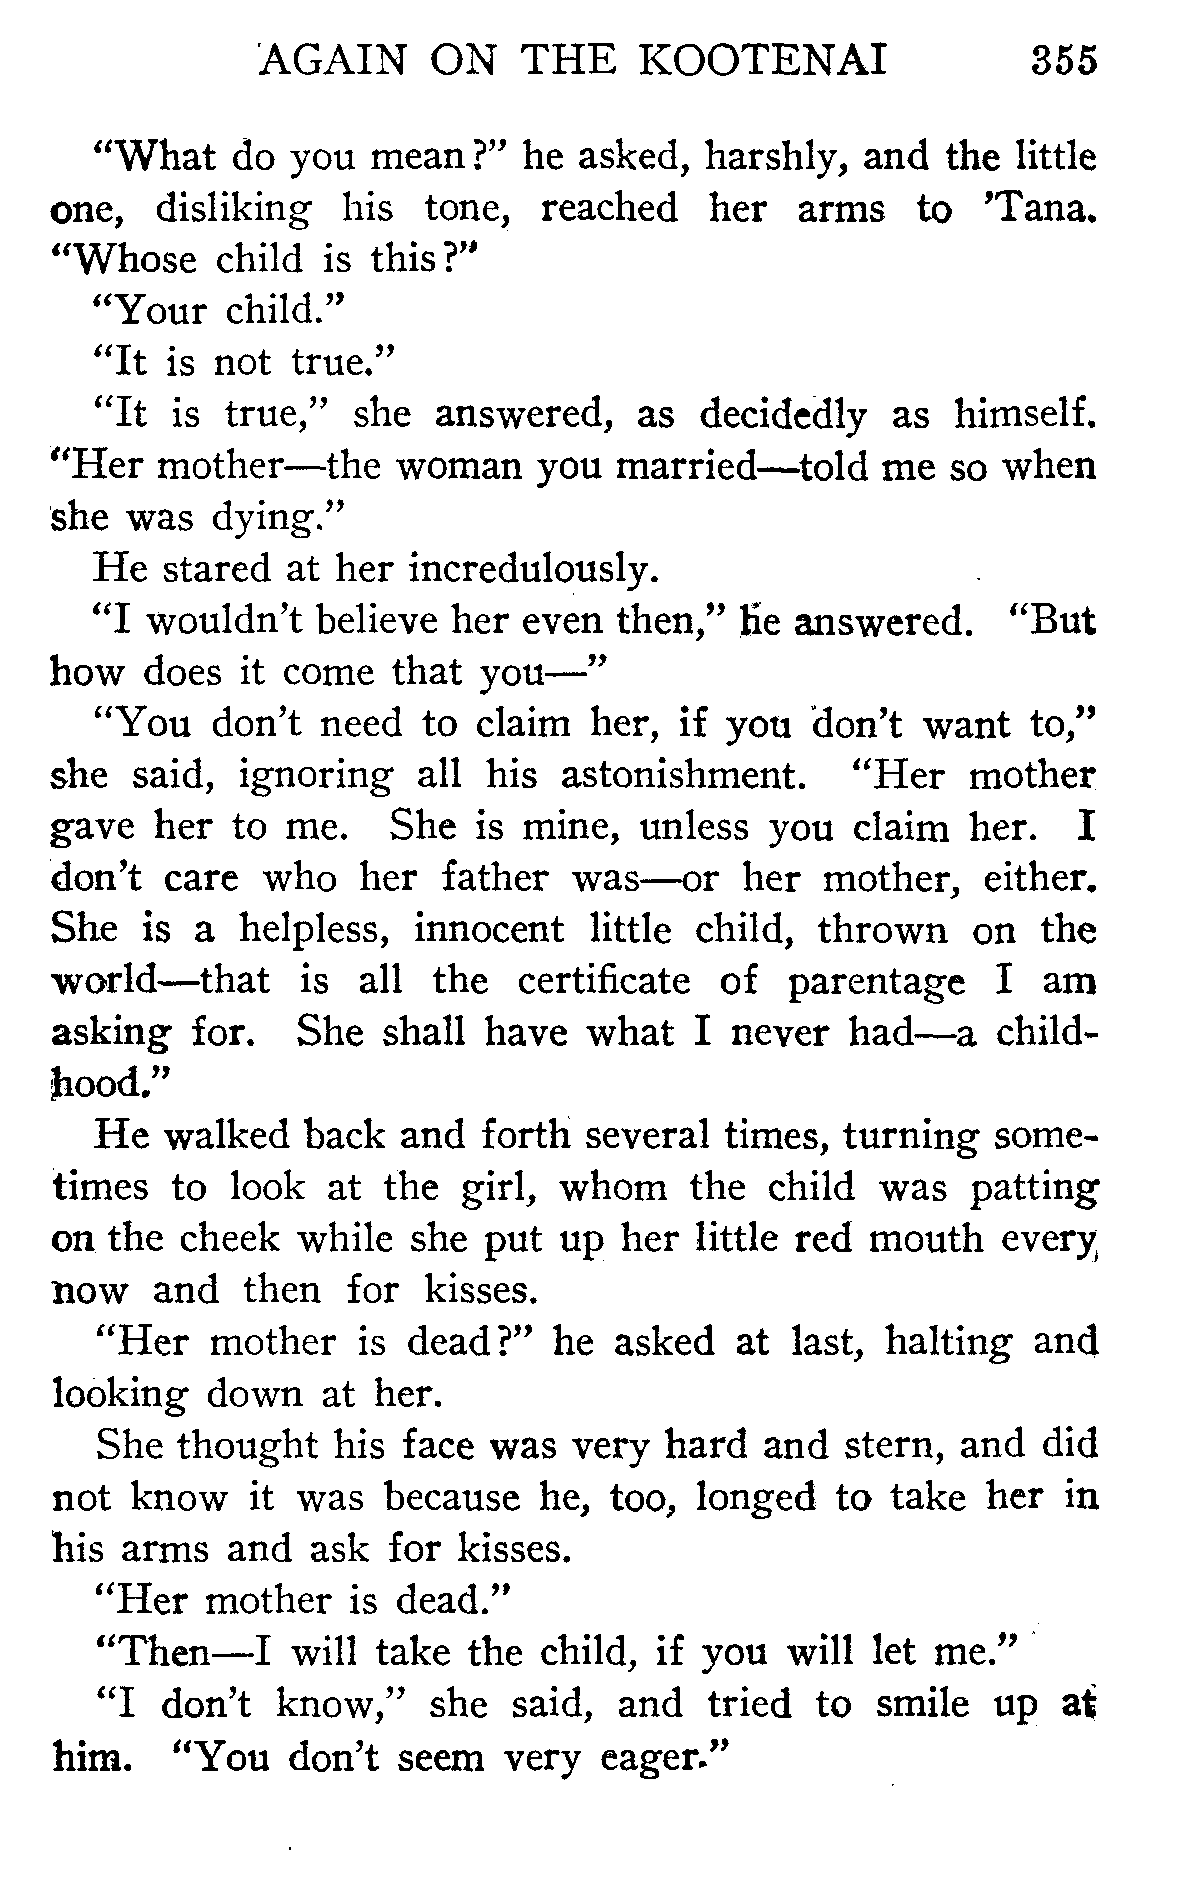 AGAIN ON THE KOOTENAI 355
"What do you mean?" he asked, harshly, and the little
one, disliking his tone, reached her arms to 'Tana.
"Whose child is this?"
"Your child."
"It is not true."
"It is true," she answered, as decidedly as himself.
"Her mother—the woman you married—told me so when
she was dying."
He stared at her incredulously.
"I wouldn't believe her even then," he answered. "But
how does it come that you—"
"You don't need to claim her, if you don't want to,"
she said, ignoring all his astonishment. "Her mother
gave her to me. She is mine, unless you claim her. I
don't care who her father was—or her mother, either.
She is a helpless, innocent little child, thrown on the
world—that is all the certificate of parentage I am
asking for. She shall have what I never had—a child-
hood."
He walked back and forth several times, turning some-
times to look at the girl, whom the child was patting
on the cheek while she put up her little red mouth every
now and then for kisses.
"Her mother is dead?" he asked at last, halting and
looking down at her.
She thought his face was very hard and stern, and did
not know it was because he, too, longed to take her in
his arms and ask for kisses.
"Her mother is dead."
"Then—I will take the child, if you will let me."
"I don't know," she said, and tried to smile up at
him. "You don't seem very eager."